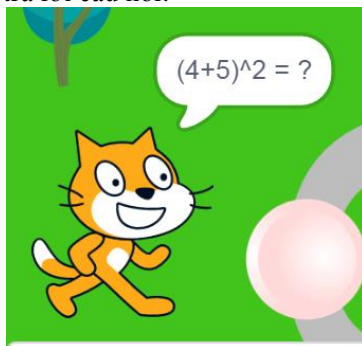 (4+5)^2 = ?